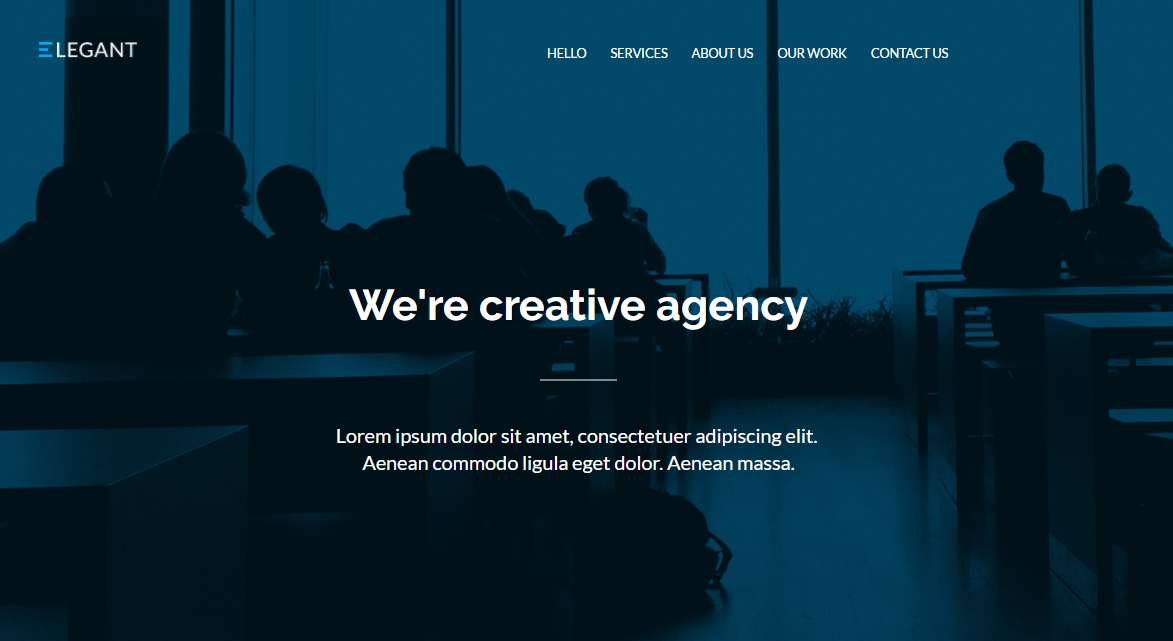 ELEGANT
HELLO SERVICES ABOUT US OUR WORK CONTACT US
We're creative agency
Lorem ipsum dolor sit amet, consectetuer adipiscing elit.
Aenean commodo ligula eget dolor. Aenean massa.